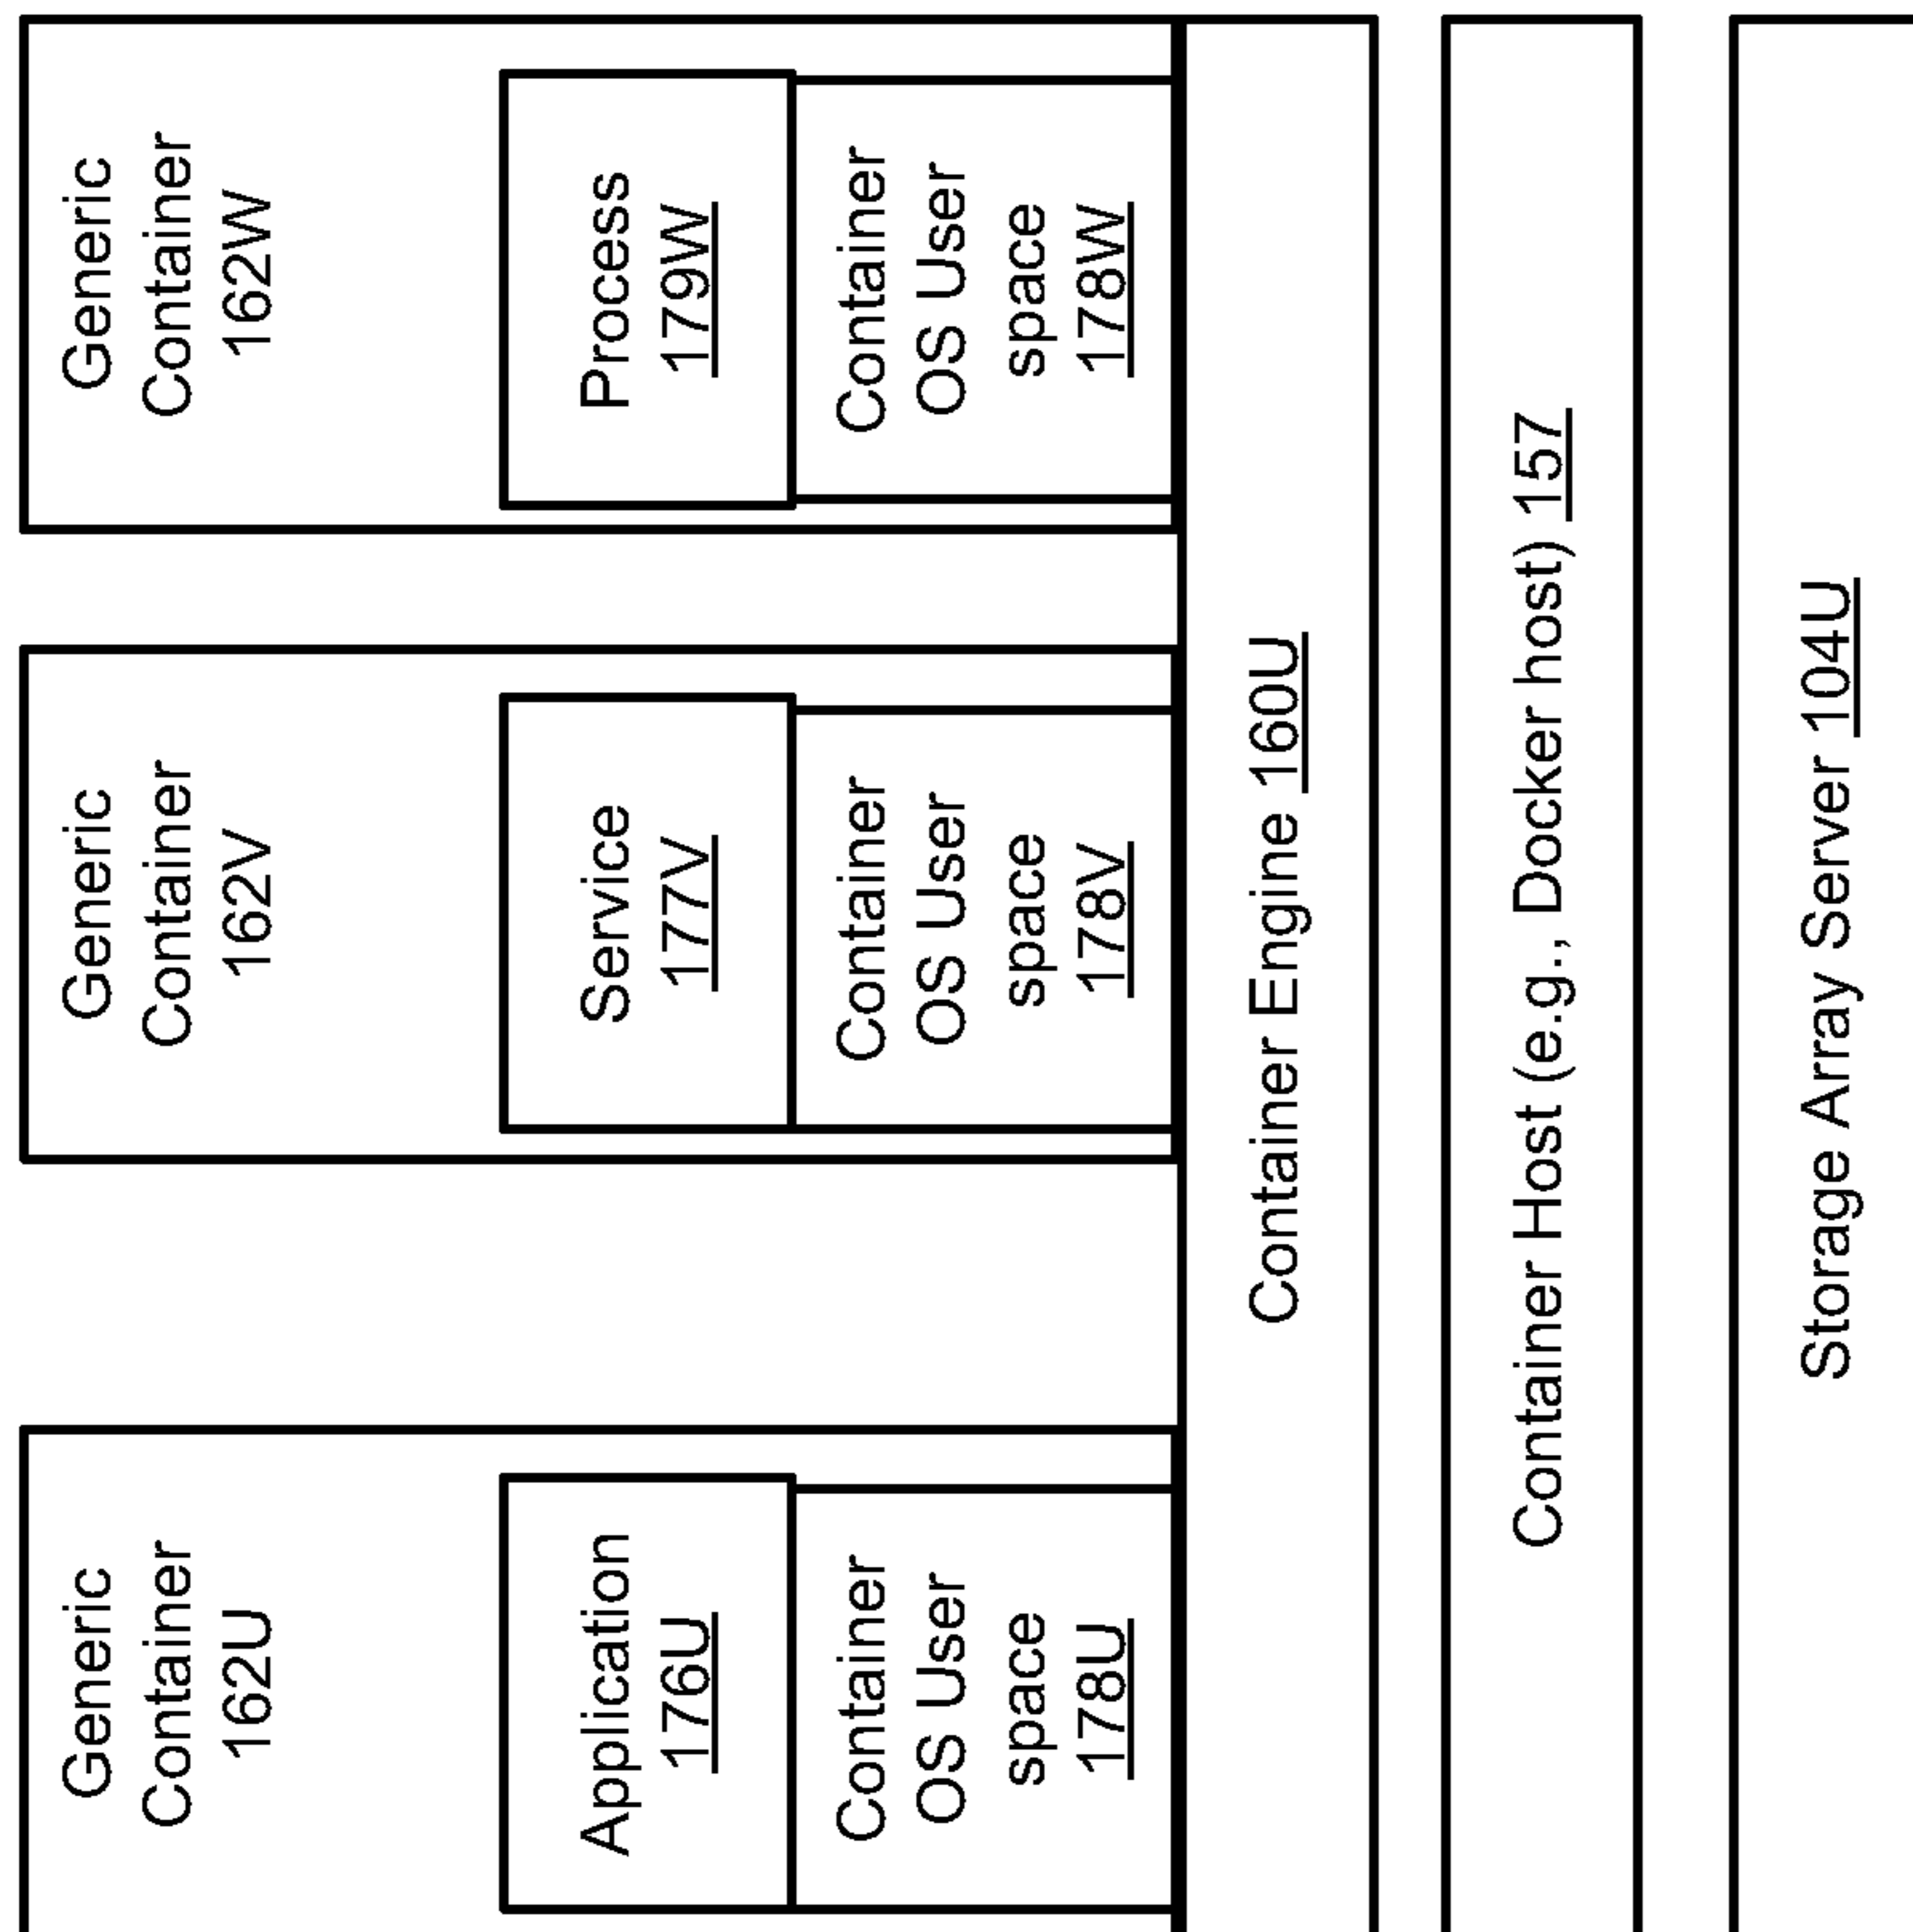 Generic
Container
162U
Application
176U
Container
OS User
space
178U
Generic
Container
162V
Service
177V
Container
OS User
space
178V
Generic
Container
162W
Process
179W
Container
OS User
space
178W
Container Engine 160U
Container Host (e.g., Docker host) 157
Storage Array Server 104U